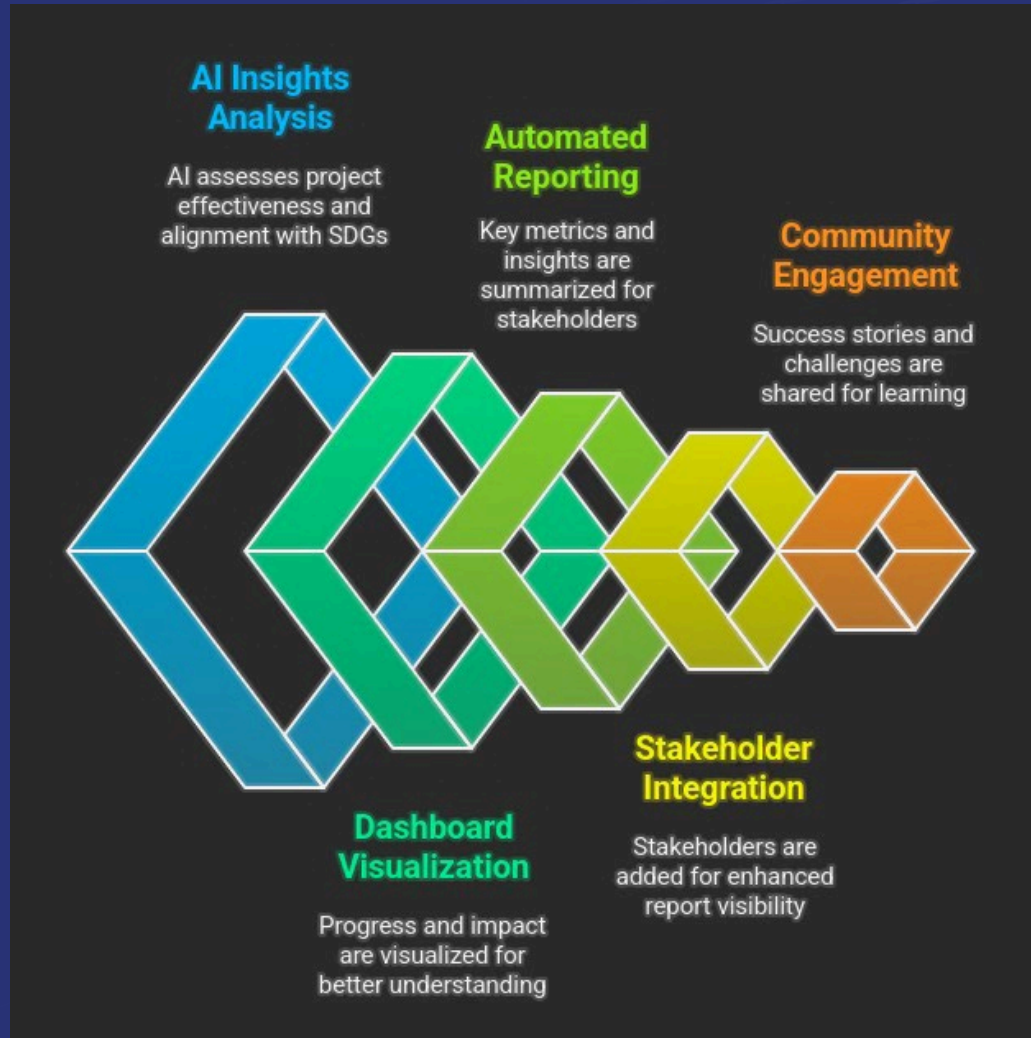 AI Insights
Analysis
AI assesses project
effectiveness and
alignment with SDGs
Automated
Reporting
Key metrics and
insights are
summarized for
stakeholders
Community
Engagement
Success stories and
challenges are
shared for learning
Dashboard
Visualization
Progress and impact
are visualized for
better understanding
Stakeholder
Integration
Stakeholders are
added for enhanced
report visibility